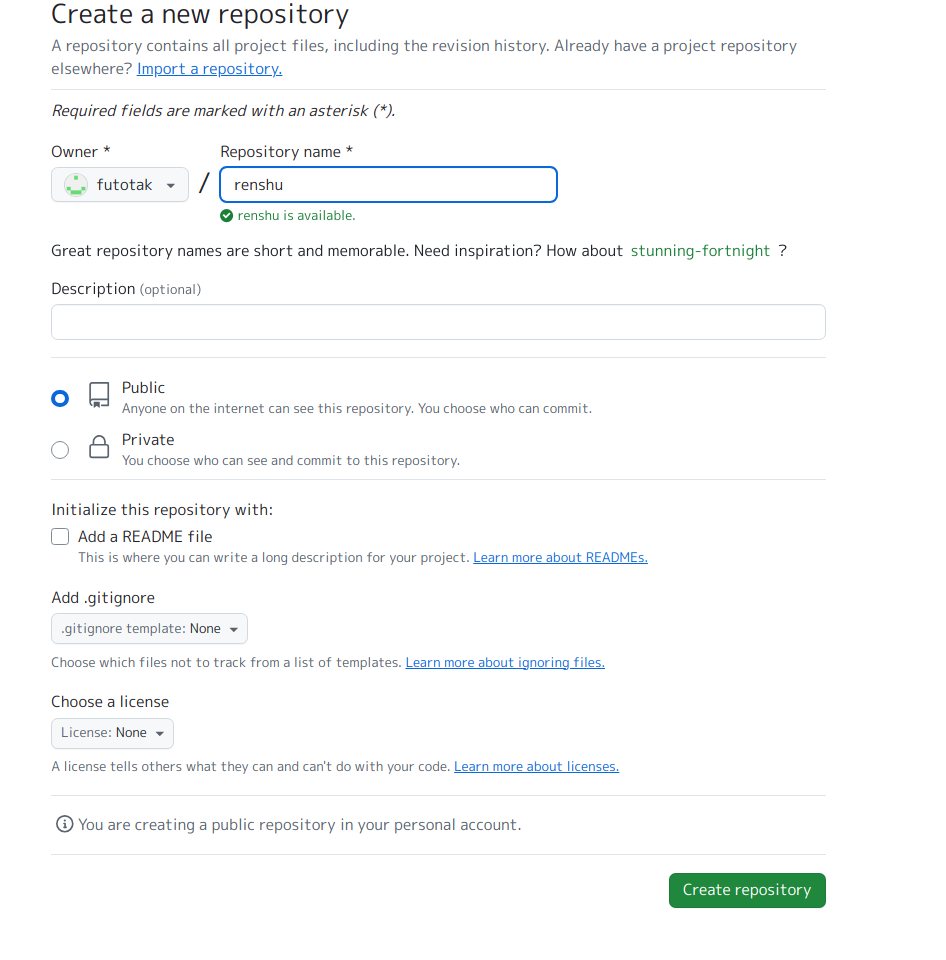 Create a new repository
A repository contains all project files, including the revision history. Already have a project repository
elsewhere? Import a repository.
Required fields are marked with an asterisk (*).
Owner *
Repository name *
futotak
/
renshu
renshu is available.
Great repository names are short and memorable. Need inspiration? How about stunning-fortnight ?
Description (optional)
Public
Anyone on the internet can see this repository. You choose who can commit.
Private
You choose who can see and commit to this repository.
Initialize this repository with:
Add a README file
This is where you can write a long description for your project. Learn more about READMEs.
Add .gitignore
.gitignore template: None
Choose which files not to track from a list of templates. Learn more about ignoring files.
Choose a license
License: None
A license tells others what they can and can't do with your code. Learn more about licenses.
You are creating a public repository in your personal account.
Create repository